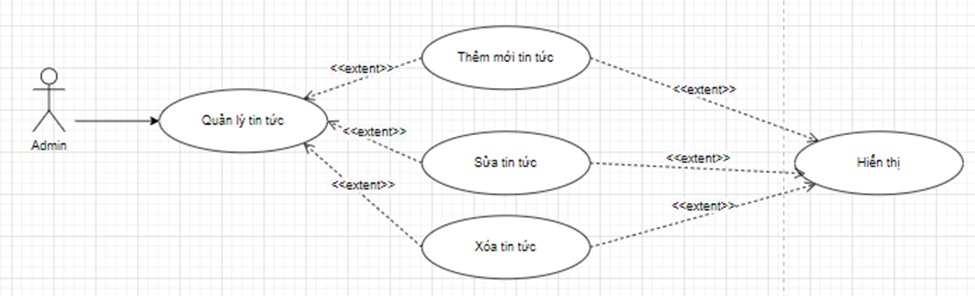 Thêm mới tin tức
<<extent>>
<<extent>>
Quản lý tin tức
<<extent>>
Admin
Sửa tin tức
<<extent>>
Hiển thị
<<extent>>
<<extent>>
Xóa tin tức